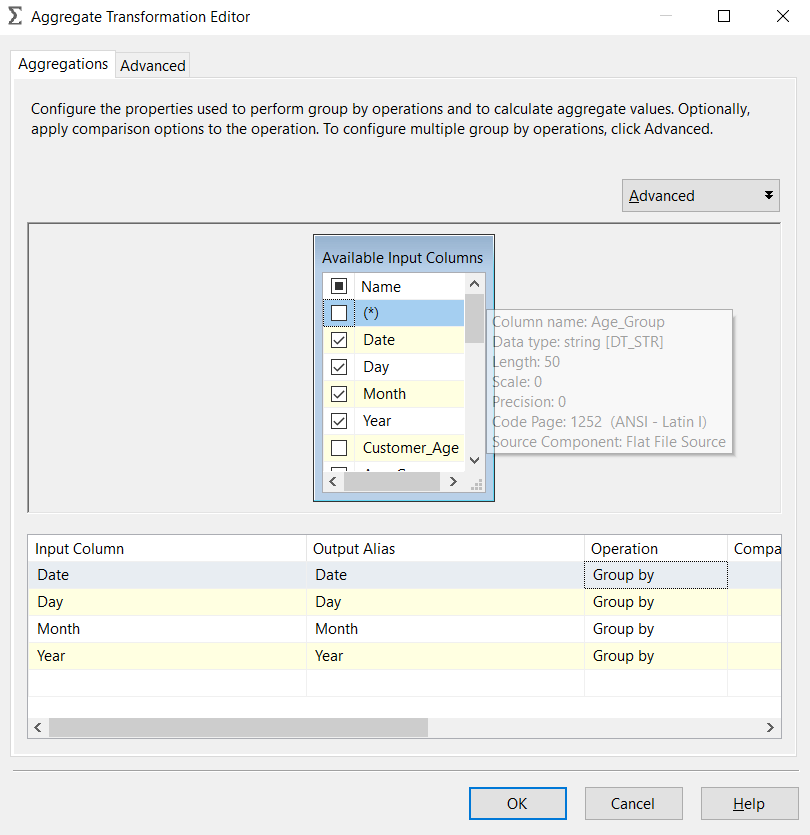 Aggregate Transformation Editor
Aggregations
Advanced
Configure the properties used to perform group by operations and to calculate aggregate values. Optionally,
apply comparison options to the operation. To configure multiple group by operations, click Advanced.
Advanced
Available Input Columns
Name
(*)
Date
Day
Month
Year
Customer_Age
Column name: Age_Group
Data type: string [DT_STR]
Length: 50
Scale: 0
Precision: 0
Code Page: 1252 (ANSI - Latin I)
Source Component: Flat File Source
Input Column Output Alias Operation Compa
Date Date Group by
Day Day Group by
Month Month Group by
Year Year Group by
OK Cancel Help